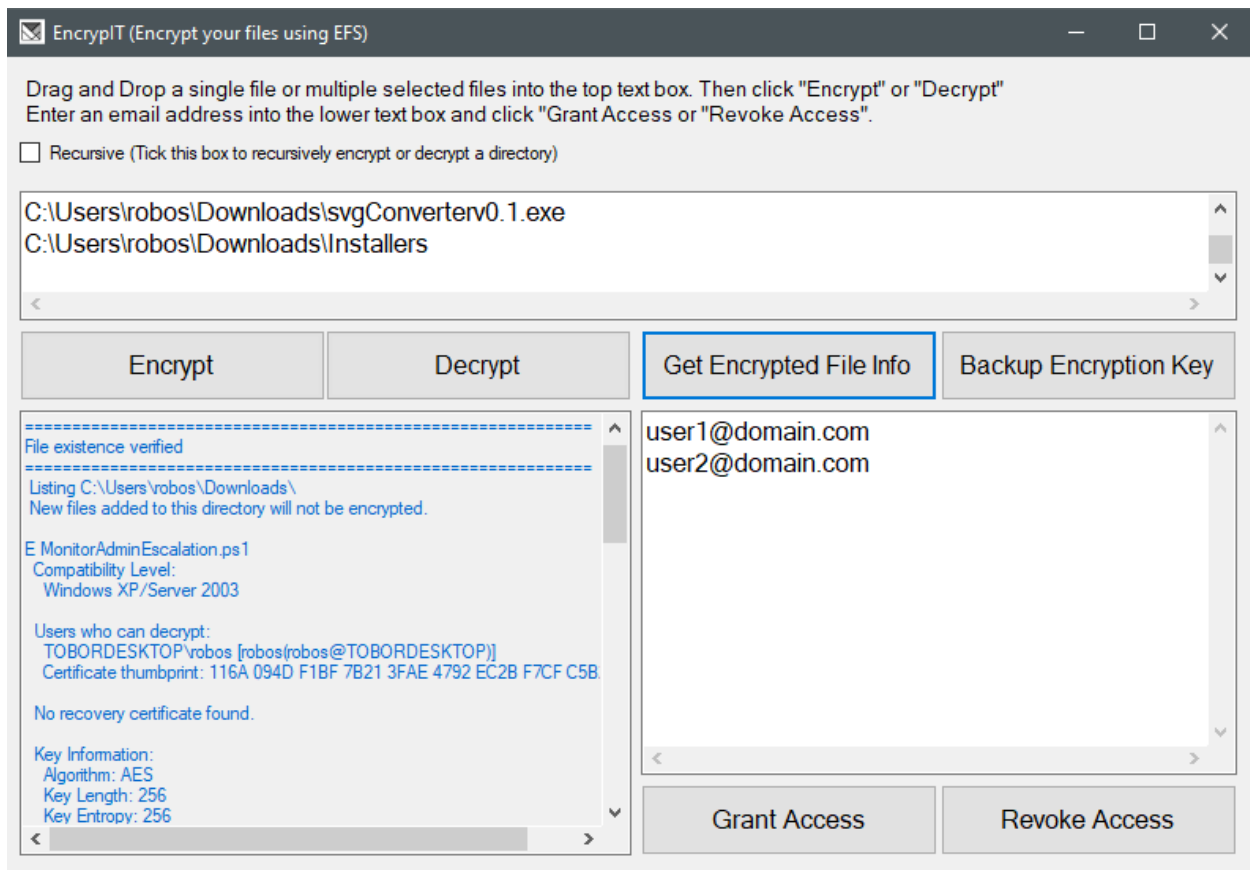 EncrypIT (Encrypt your files using EFS)
Drag and Drop a single file or multiple selected files into the top text box. Then click "Encrypt" or "Decrypt"
Enter an email address into the lower text box and click "Grant Access or "Revoke Access".
Recursive (Tick this box to recursively encrypt or decrypt a directory)
C:\Users\robos\Downloads\svgConverterv0.1.exe
C:\Users\robos\Downloads\Installers
Encrypt
Decrypt
Get Encrypted File Info
Backup Encryption Key
============================================================
File existence verified
============================================================
Listing C:\Users\robos\Downloads\
New files added to this directory will not be encrypted.
E MonitorAdminEscalation.ps1
Compatibility Level:
Windows XP/Server 2003
Users who can decrypt:
TOBORDESKTOP\robos [robos(robos@TOBORDESKTOP)]
Certificate thumbprint: 116A 094D F1BF 7B21 3FAE 4792 EC2B F7CF C5B
No recovery certificate found.
Key Information:
Algorithm: AES
Key Length: 256
Key Entropy: 256
user1@domain.com
user2@domain.com
Grant Access
Revoke Access